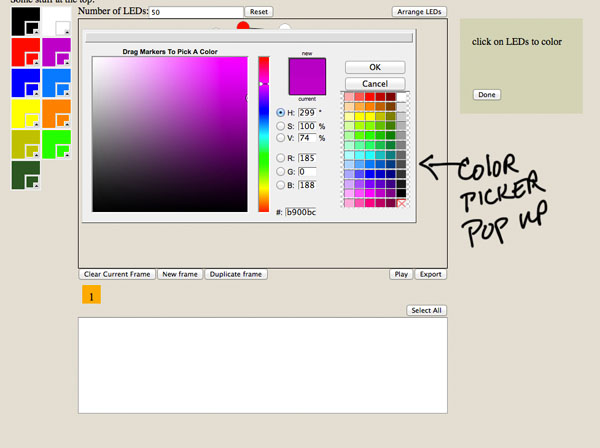 Some stuff at the top.
Number of LEDs: 50 Reset Arrange LEDs
click on LEDs to color
Done
Drag Markers To Pick A Color
new
current
OK
Cancel
H: 299 °
S: 100 %
V: 74 %
R: 185
G: 0
B: 188
#: b900bc
COLOR
PICKER
POP UP
Clear Current Frame New frame Duplicate frame Play Export
1
Select All